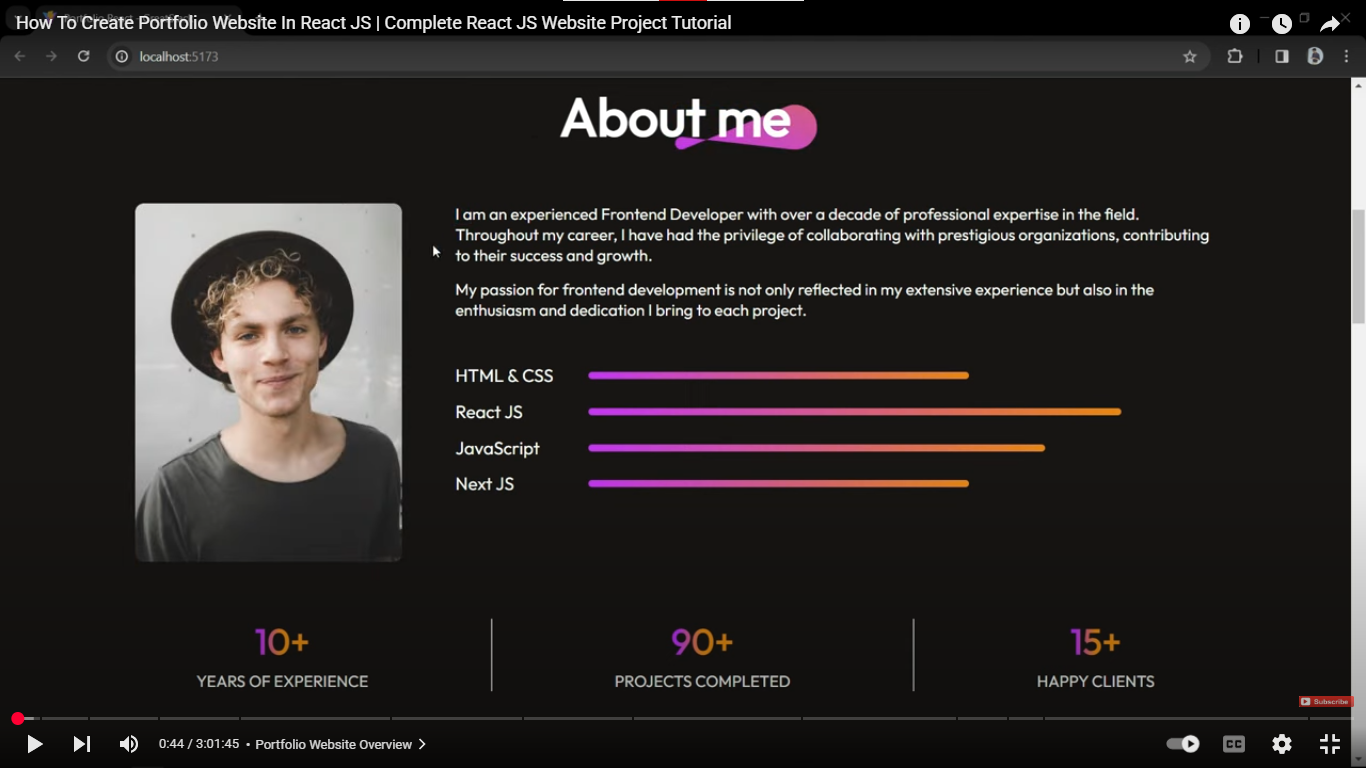 How To Create Portfolio Website In React JS | Complete React JS Website Project Tutorial
localhost:5173
About me
I am an experienced Frontend Developer with over a decade of professional expertise in the field.
Throughout my career, I have had the privilege of collaborating with prestigious organizations, contributing
to their success and growth.
My passion for frontend development is not only reflected in my extensive experience but also in the
enthusiasm and dedication I bring to each project.
HTML & CSS
React JS
JavaScript
Next JS
10+
YEARS OF EXPERIENCE
90+
PROJECTS COMPLETED
15+
HAPPY CLIENTS
Subscribe
0:44 / 3:01:45 • Portfolio Website Overview
CC